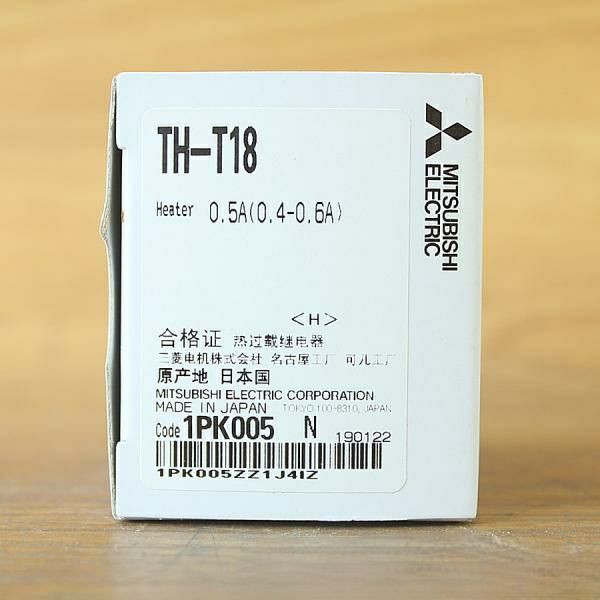 TH-T18
Heater 0.5A(0.4-0.6A)
<H>
合格证 热过载继电器
三菱电机株式会社 名古屋工厂 可儿工厂
原产地 日本国
MITSUBISHI ELECTRIC CORPORATION
MADE IN JAPAN TOKYO 100-8310, JAPAN
Code 1PK005 N 190122
1PK005ZZ1J4IZ
MITSUBISHI
ELECTRIC